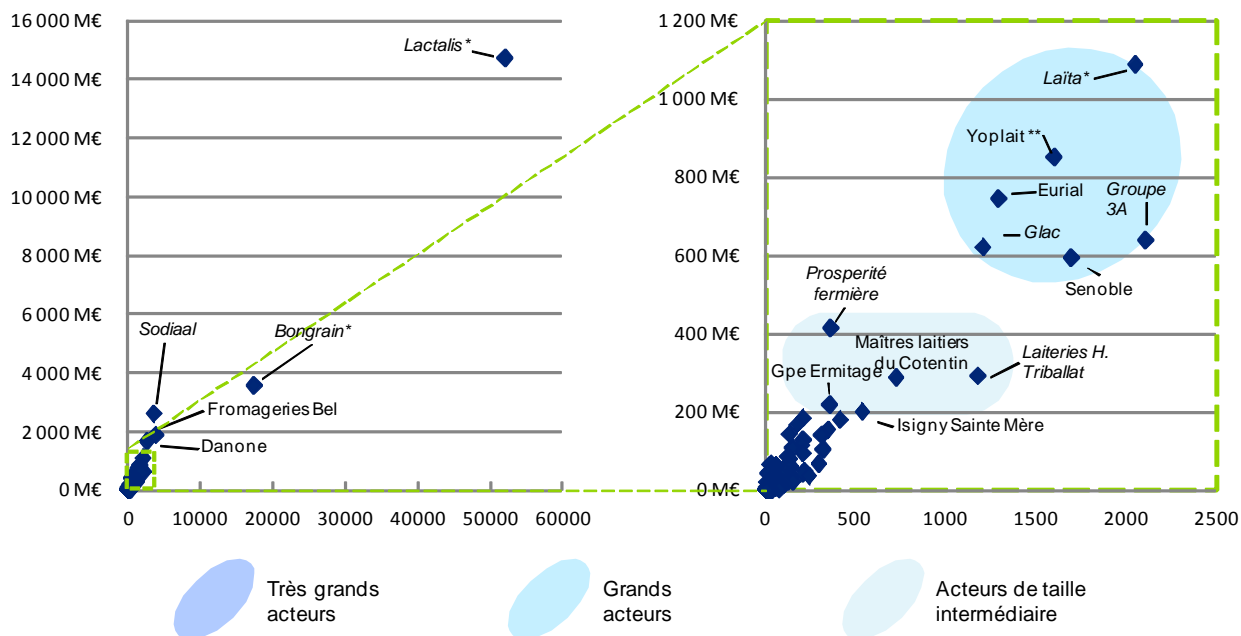 16 000 M€
14 000 M€
12 000 M€
10 000 M€
8 000 M€
6 000 M€
4 000 M€
2 000 M€
0 M€
0
10000
20000
30000
40000
50000
60000
Lactalis *
Sodiaal
Bongrain*
Fromageries Bel
Danone
1 200 M€
1 000 M€
800 M€
600 M€
400 M€
200 M€
0 M€
0
500
1000
1500
2000
2500
Laïta*
Yoplait **
Eurial
Groupe
3A
Glac
Senoble
Prosperité
fermière
Maîtres laitiers
du Cotentin
Laiteries H.
Triballat
Gpe Ermitage
Isigny Sainte Mère
Très grands
acteurs
Grands
acteurs
Acteurs de taille
intermédiaire